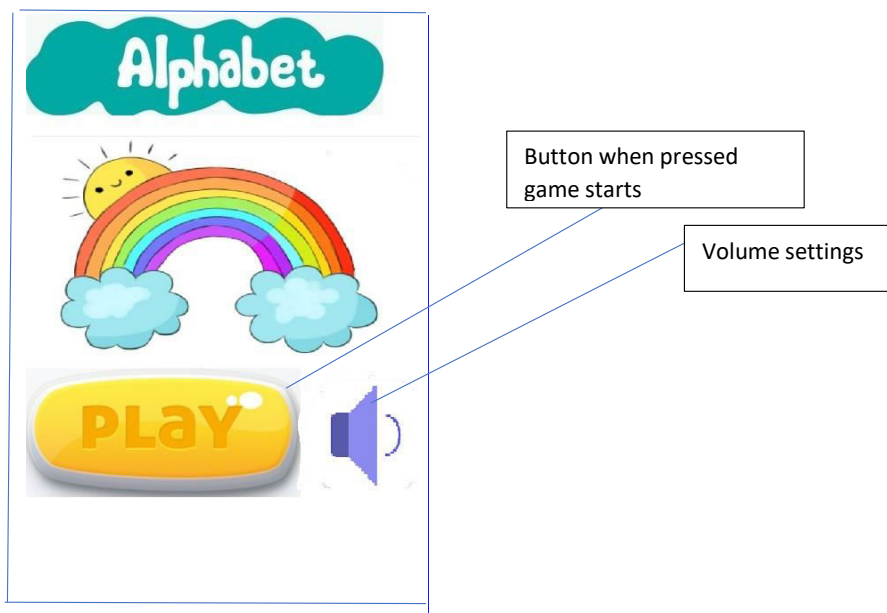 Alphabet
Button when pressed
game starts
Volume settings
PLaY